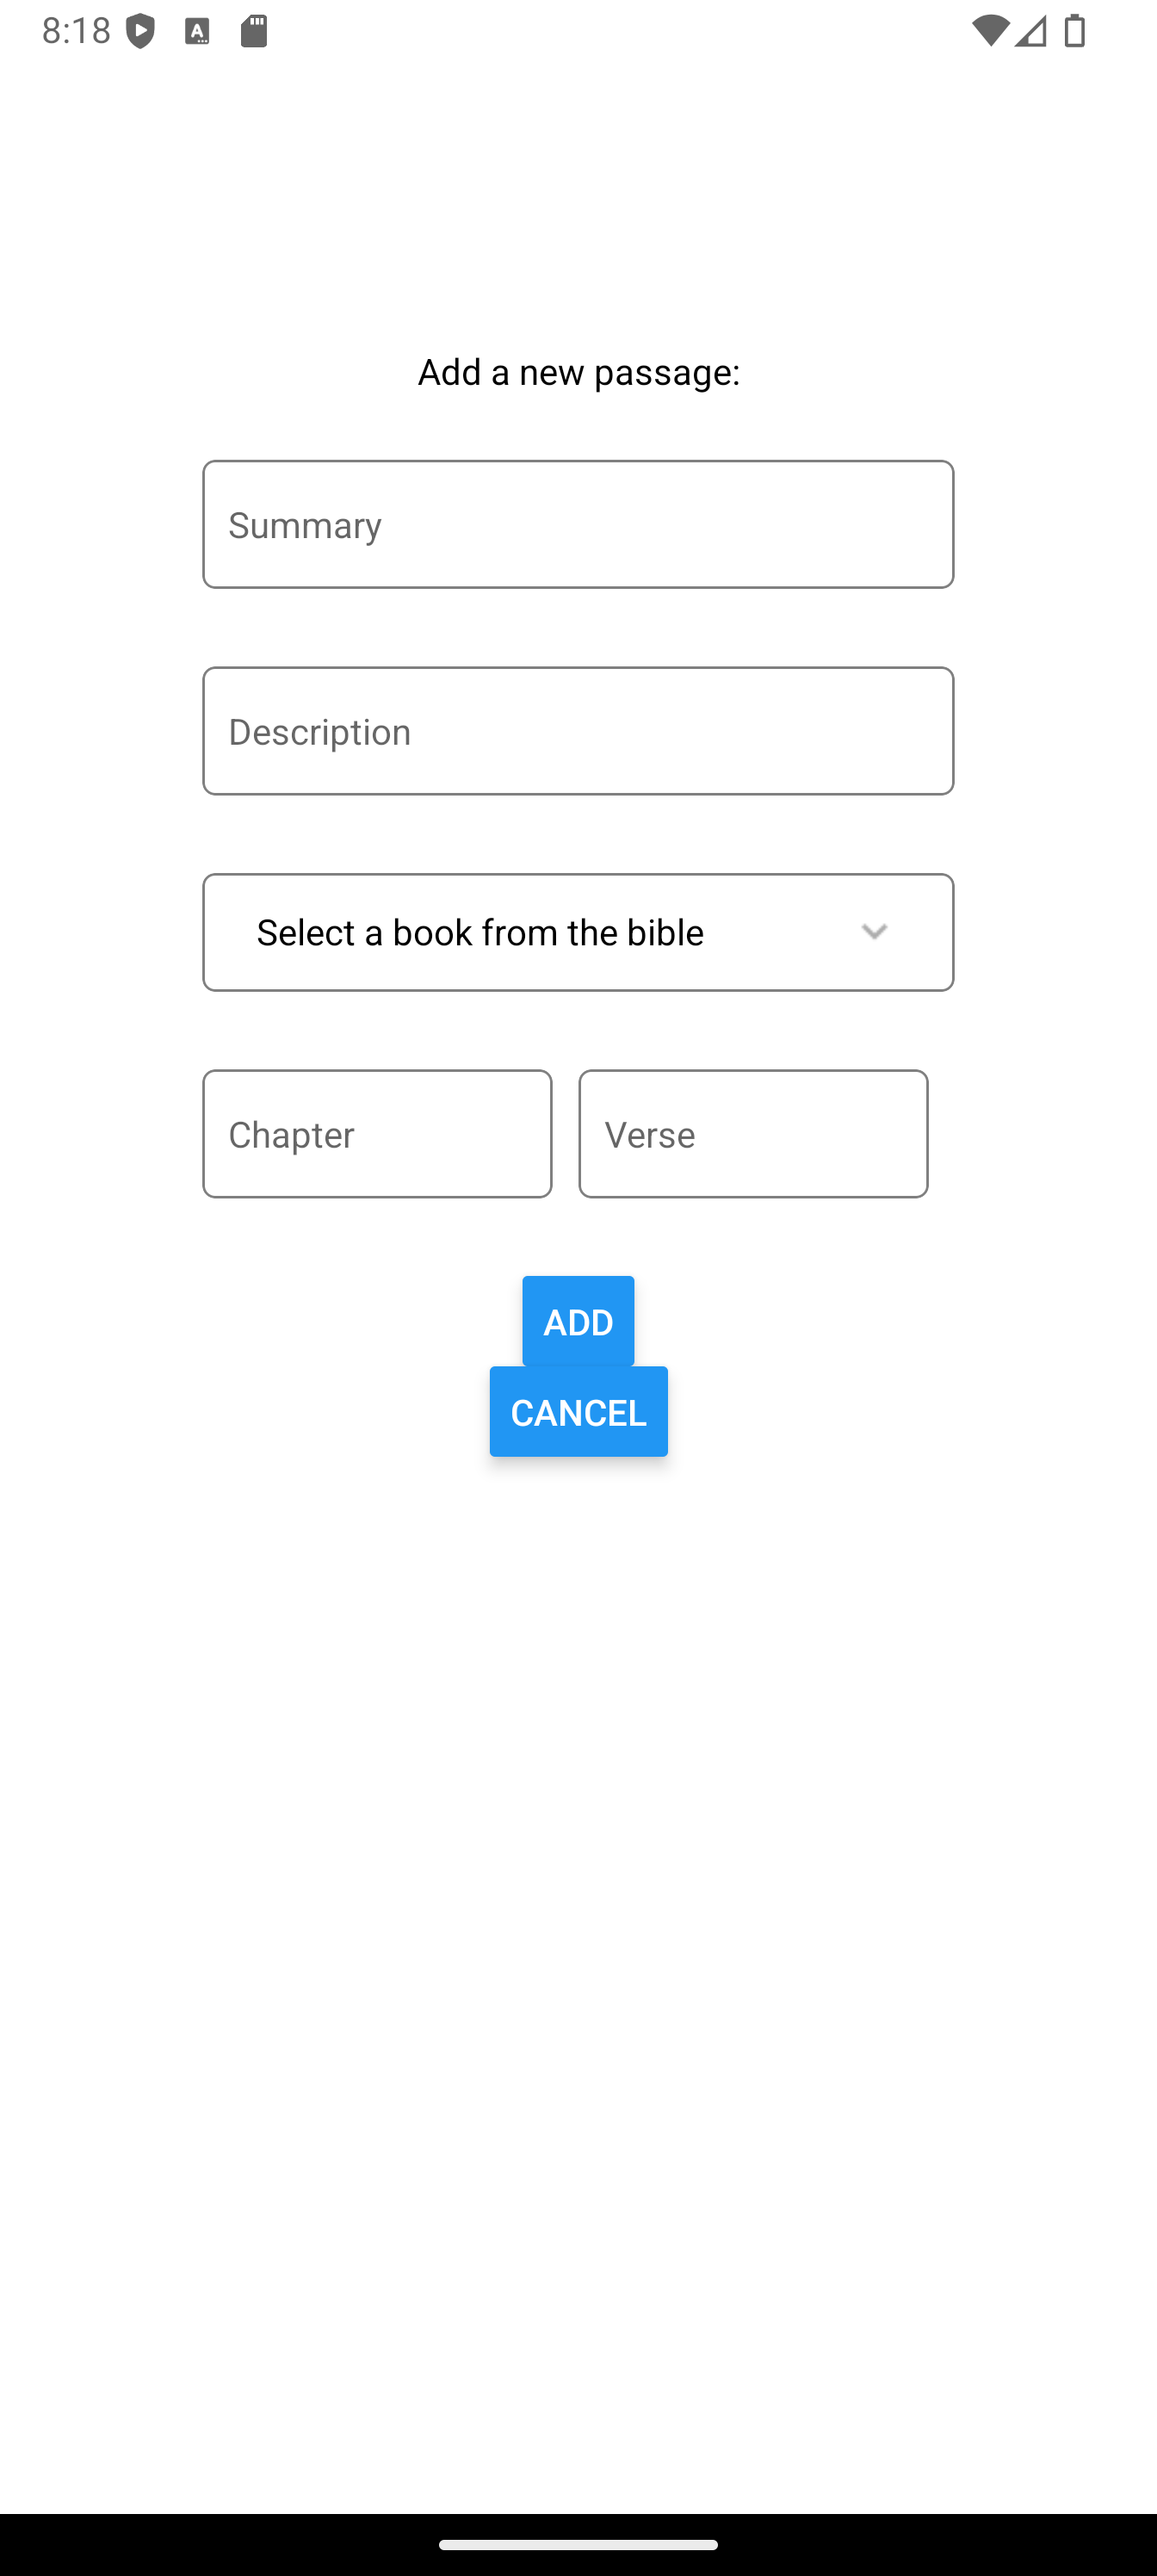 8:18
Add a new passage:
Summary
Description
Select a book from the bible
Chapter Verse
ADD
CANCEL